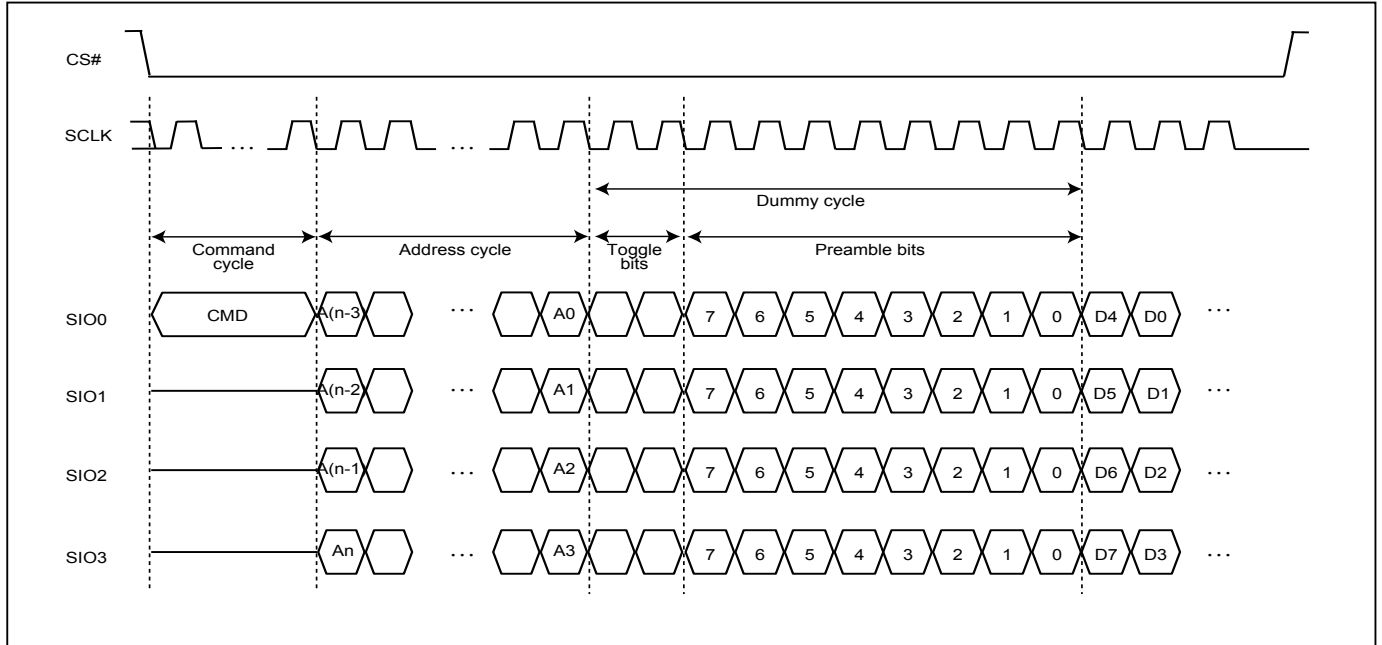 CS#
SCLK ... ...
Dummy cycle
Command cycle Address cycle Toggle bits Preamble bits
SIO0 CMD A(n-3) ... A0 7 6 5 4 3 2 1 0 D4 D0 ...
SIO1 A(n-2) ... A1 7 6 5 4 3 2 1 0 D5 D1 ...
SIO2 A(n-1) ... A2 7 6 5 4 3 2 1 0 D6 D2 ...
SIO3 An ... A3 7 6 5 4 3 2 1 0 D7 D3 ...